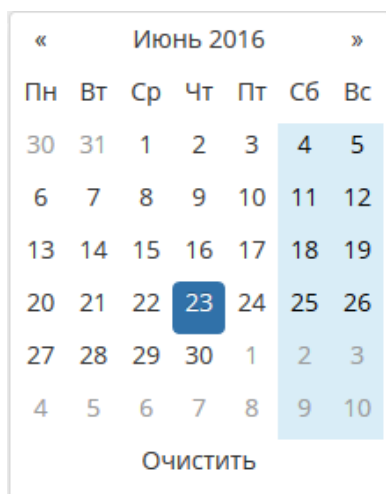 « Июнь 2016 »
Пн Вт Ср Чт Пт Сб Вс
30 31 1 2 3 4 5
6 7 8 9 10 11 12
13 14 15 16 17 18 19
20 21 22 23 24 25 26
27 28 29 30 1 2 3
4 5 6 7 8 9 10
Очистить